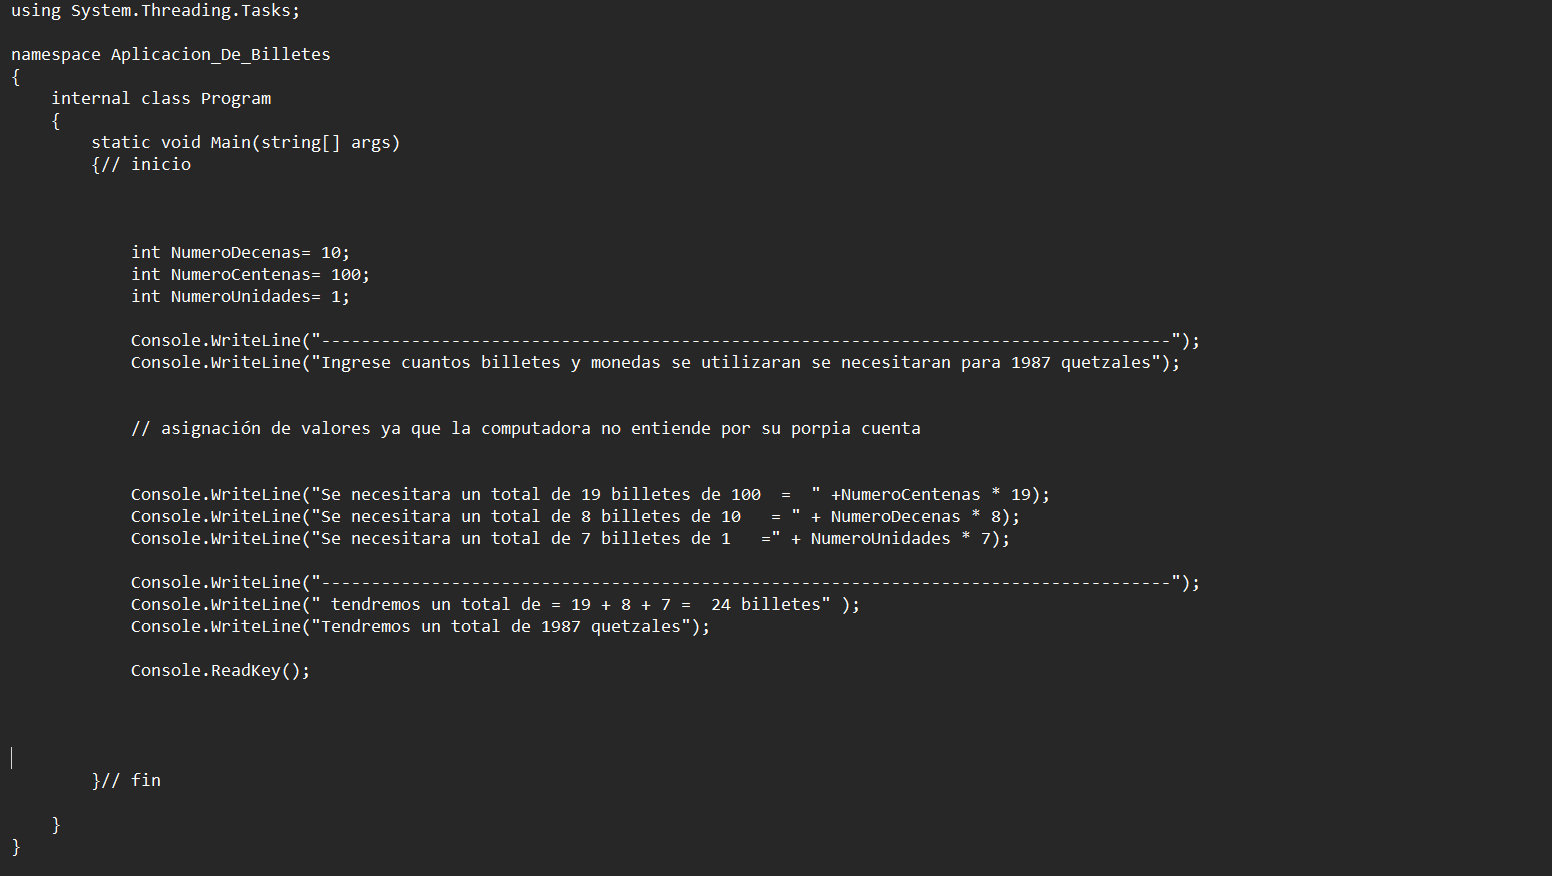 using System.Threading.Tasks;
namespace Aplicacion_De_Billetes
{
    internal class Program
    {
        static void Main(string[] args)
        {// inicio
            int NumeroDecenas= 10;
            int NumeroCentenas= 100;
            int NumeroUnidades= 1;
            Console.WriteLine("-------------------------------------------------------------------------------------");
            Console.WriteLine("Ingrese cuantos billetes y monedas se utilizaran se necesitaran para 1987 quetzales");
            // asignación de valores ya que la computadora no entiende por su porpia cuenta
            Console.WriteLine("Se necesitara un total de 19 billetes de 100  =  " +NumeroCentenas * 19);
            Console.WriteLine("Se necesitara un total de 8 billetes de 10   = " + NumeroDecenas * 8);
            Console.WriteLine("Se necesitara un total de 7 billetes de 1   =" + NumeroUnidades * 7);
            Console.WriteLine("-------------------------------------------------------------------------------------");
            Console.WriteLine(" tendremos un total de = 19 + 8 + 7 =  24 billetes" );
            Console.WriteLine("Tendremos un total de 1987 quetzales");
            Console.ReadKey();
        }// fin
    }
}